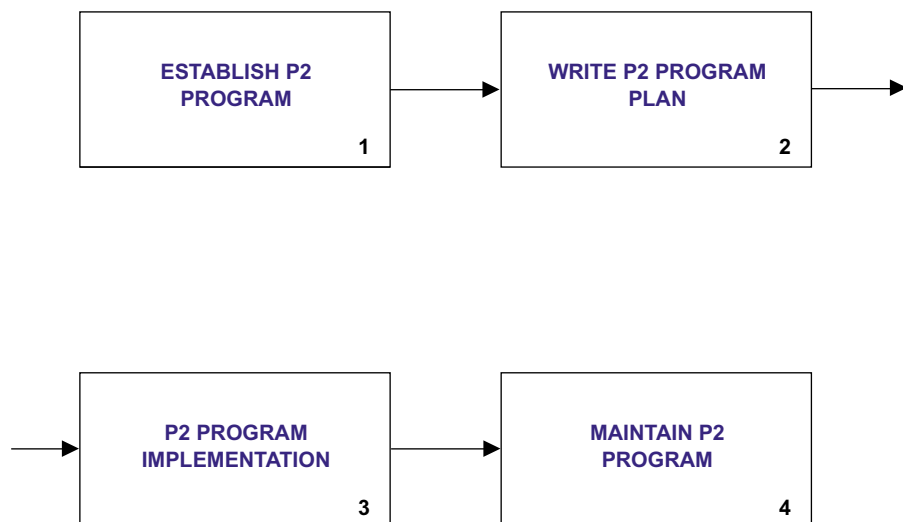 ESTABLISH P2
PROGRAM
1
WRITE P2 PROGRAM
PLAN
2
P2 PROGRAM
IMPLEMENTATION
3
MAINTAIN P2
PROGRAM
4